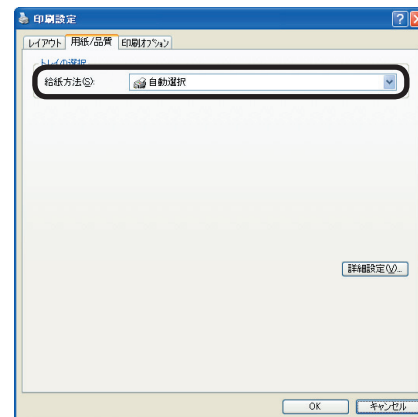 印刷設定
レイアウト 用紙/品質 印刷ｵﾌﾟｼｮﾝ
トレイの選択
給紙方法(S): 自動選択
詳細設定(V)...
OK キャンセル